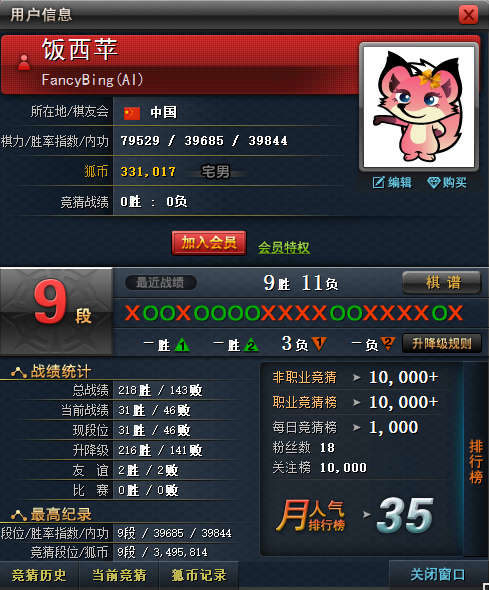 用户信息
饭西苹
FancyBing(AI)
所在地/棋友会 中国
棋力/胜率指数/内功 79529 / 39685 / 39844
狐币 331,017 宅男
竞猜战绩 0胜 : 0负
编辑 购买
加入会员 会员特权
9段
最近战绩 9胜 11负 棋 谱
XOOXOOOOXXXXOOXXXXOX
一胜 1 一胜 2 3负 1 一负 2 升降级规则
战绩统计
总战绩 218胜 / 143败
当前战绩 31胜 / 46败
现段位 31胜 / 46败
升降级 216胜 / 141败
友 谊 2胜 / 2败
比 赛 0胜 / 0败
最高纪录
段位/胜率指数/内功 9段 / 39685 / 39844
竞猜段位/狐币 9段 / 3,495,814
非职业竞猜 10,000+
职业竞猜榜 10,000+
每日竞猜榜 1,000
粉丝数 18
关注榜 10,000
月人气排行榜 35
排行榜
竞猜历史 当前竞猜 狐币记录 关闭窗口